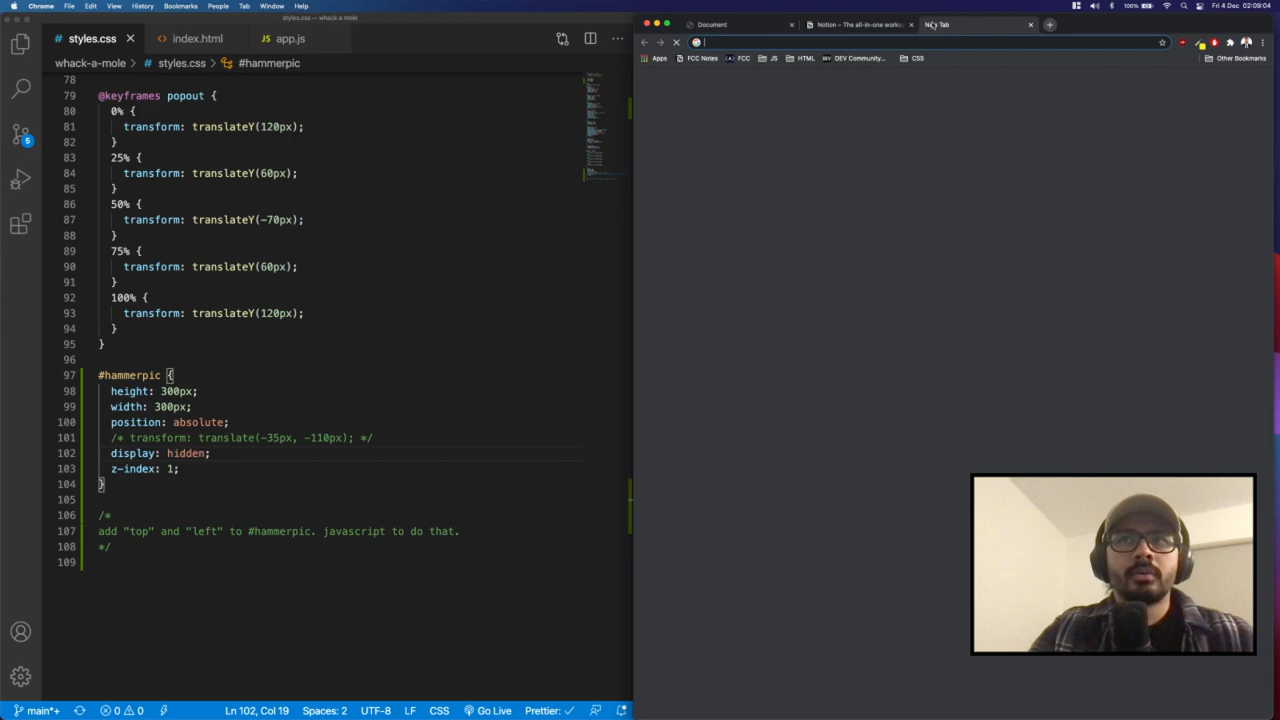 Chrome File Edit View History Bookmarks People Tab Window Help
100% Fri 4 Dec 02:09:04
styles.css — whack a mole
styles.css index.html app.js
whack-a-mole > styles.css > #hammerpic
78
79 @keyframes popout {
80 0% {
81 transform: translateY(120px);
82 }
83 25% {
84 transform: translateY(60px);
85 }
86 50% {
87 transform: translateY(-70px);
88 }
89 75% {
90 transform: translateY(60px);
91 }
92 100% {
93 transform: translateY(120px);
94 }
95 }
96
97 #hammerpic {
98 height: 300px;
99 width: 300px;
100 position: absolute;
101 /* transform: translate(-35px, -110px); */
102 display: hidden;
103 z-index: 1;
104 }
105
106 /*
107 add "top" and "left" to #hammerpic. javascript to do that.
108 */
109
5
main*+ 0 0 Ln 102, Col 19 Spaces: 2 UTF-8 LF CSS Go Live Prettier: ✓
Document Notion – The all-in-one works Tab
Apps FCC Notes FCC JS HTML DEV Community... CSS Other Bookmarks